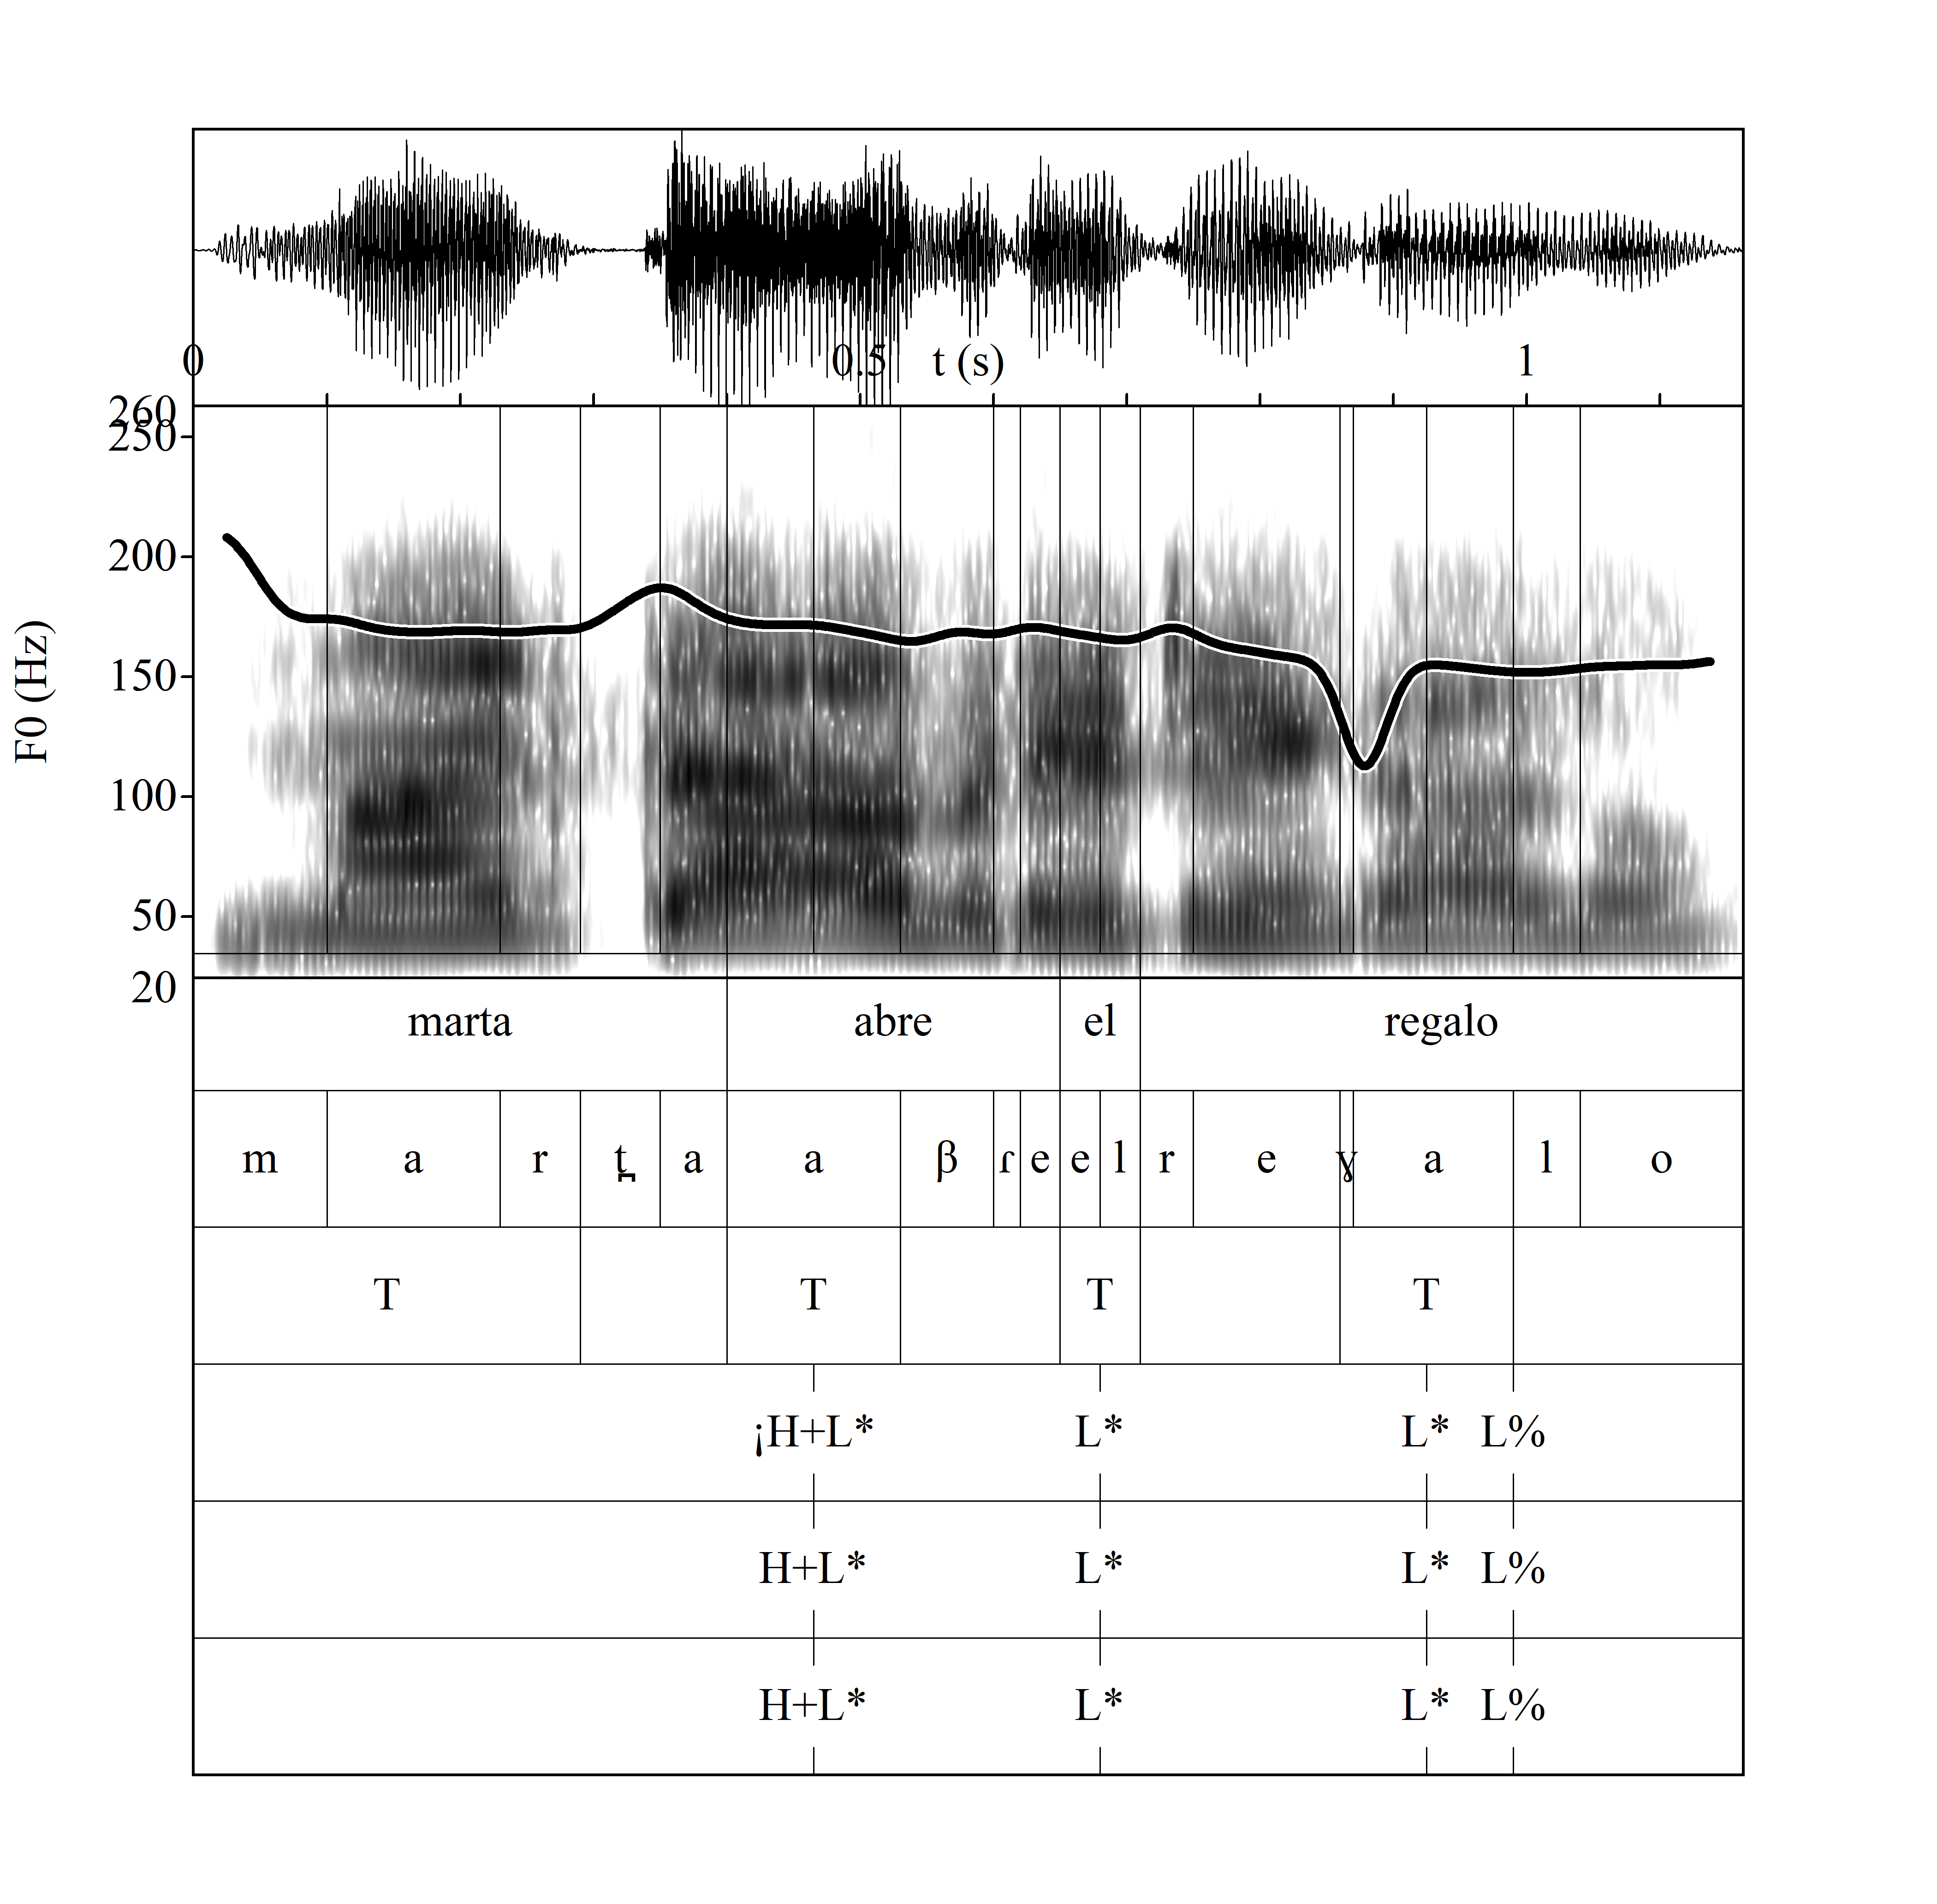 0 0.5 t (s) 1
260
250
200
150
100
50
20
F0 (Hz)
marta abre el regalo
m a r t̪ a a β ɾ e e l r e ɣ a l o
T T T T
¡H+L* L* L* L%
H+L* L* L* L%
H+L* L* L* L%